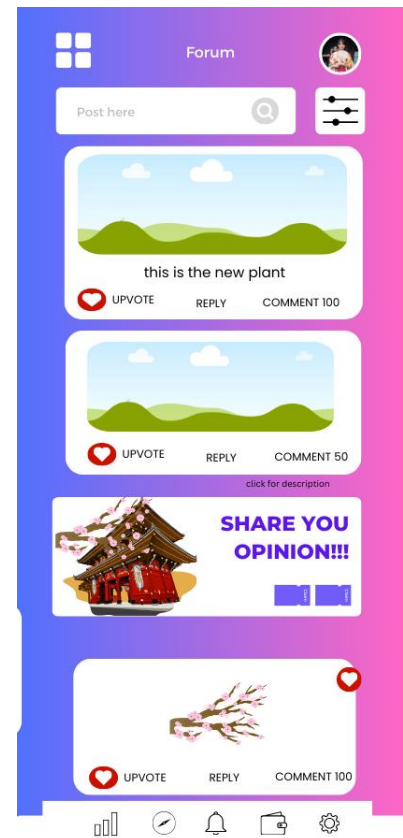 Forum
Post here
this is the new plant
UPVOTE REPLY COMMENT 100
UPVOTE REPLY COMMENT 50
click for description
SHARE YOU
OPINION!!!
UPVOTE REPLY COMMENT 100